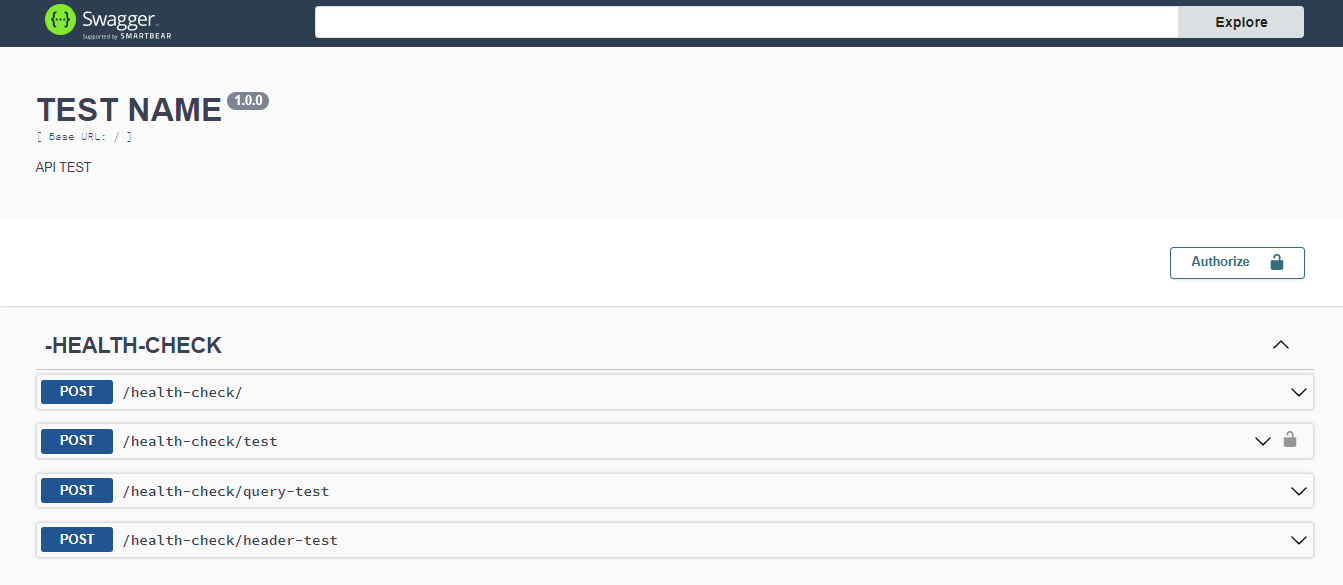 {···} Swagger
Supported by SMARTBEAR
Explore
TEST NAME 1.0.0
[ Base URL: / ]
API TEST
Authorize
-HEALTH-CHECK
POST /health-check/
POST /health-check/test
POST /health-check/query-test
POST /health-check/header-test